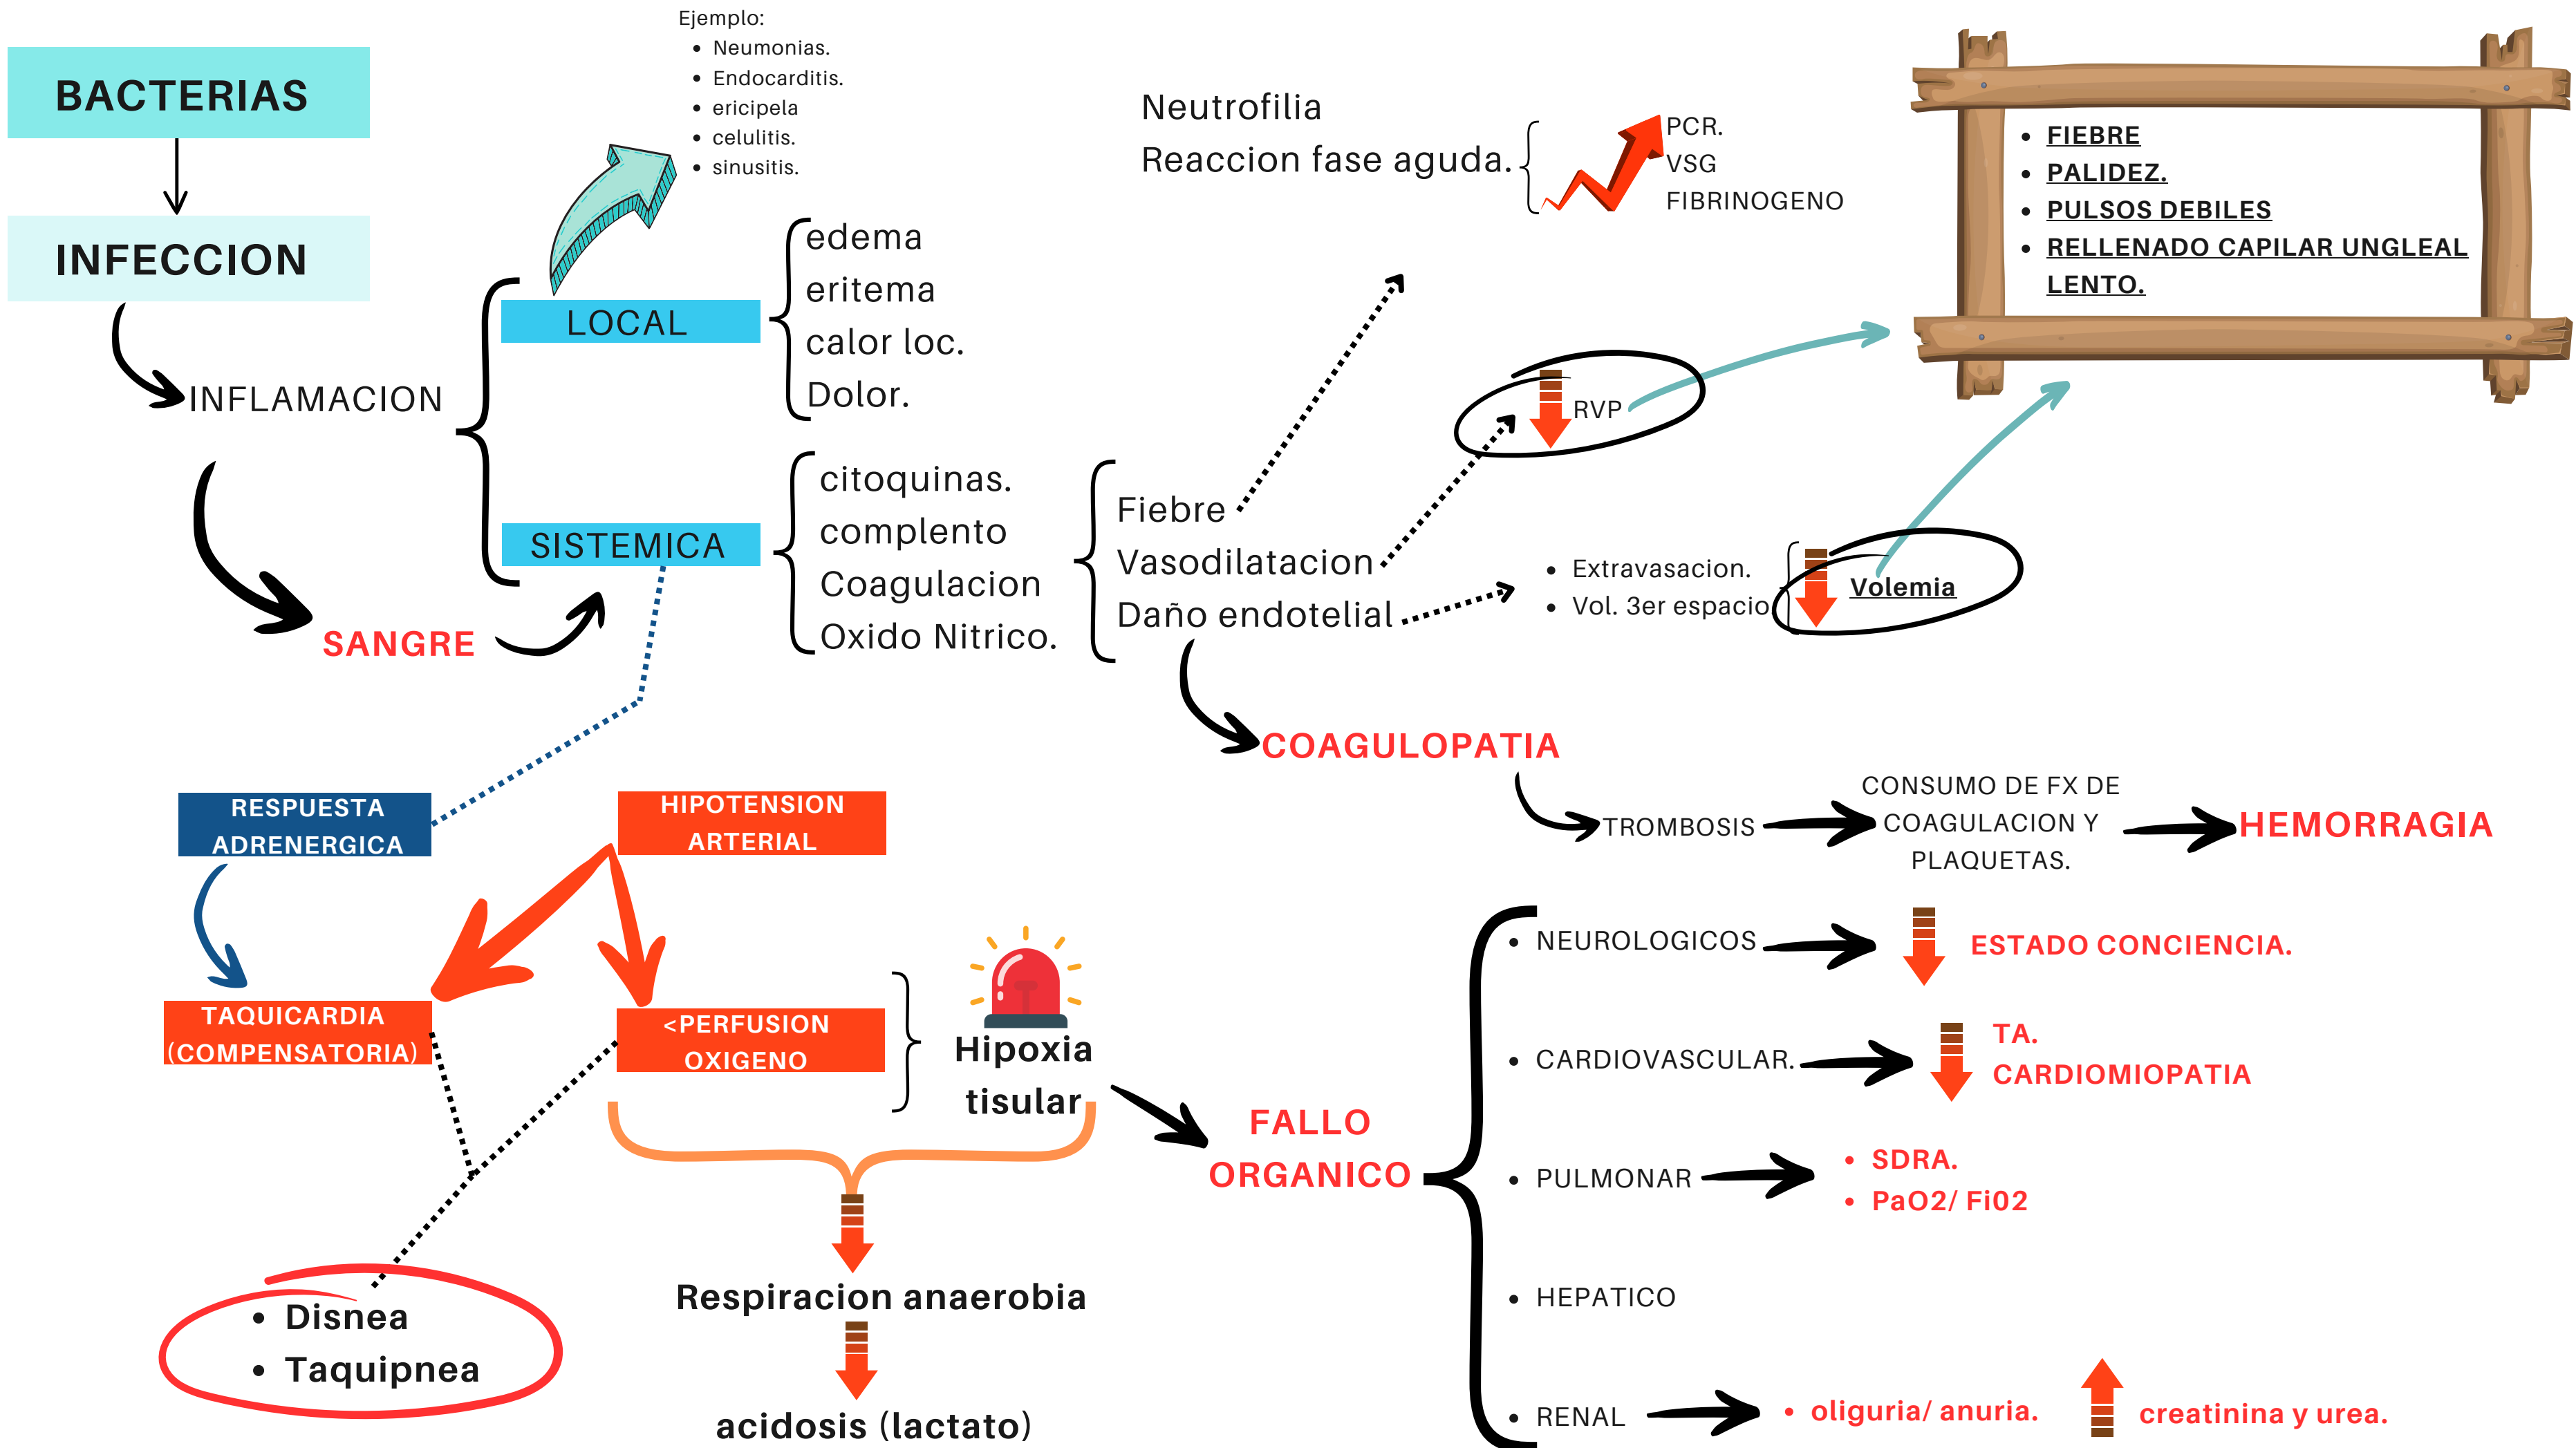 BACTERIAS
INFECCION
INFLAMACION
SANGRE
Ejemplo:
• Neumonias.
• Endocarditis.
• ericipela
• celulitis.
• sinusitis.
LOCAL
edema
eritema
calor loc.
Dolor.
SISTEMICA
citoquinas.
complento
Coagulacion
Oxido Nitrico.
Fiebre
Vasodilatacion
Daño endotelial
Neutrofilia
Reaccion fase aguda.
PCR.
VSG
FIBRINOGENO
RVP
• Extravasacion.
• Vol. 3er espacio
Volemia
• FIEBRE
• PALIDEZ.
• PULSOS DEBILES
• RELLENADO CAPILAR UNGLEAL
LENTO.
COAGULOPATIA
TROMBOSIS
CONSUMO DE FX DE
COAGULACION Y
PLAQUETAS.
HEMORRAGIA
RESPUESTA
ADRENERGICA
HIPOTENSION
ARTERIAL
TAQUICARDIA
(COMPENSATORIA)
<PERFUSION
OXIGENO
Hipoxia
tisular
• Disnea
• Taquipnea
Respiracion anaerobia
acidosis (lactato)
FALLO
ORGANICO
• NEUROLOGICOS
ESTADO CONCIENCIA.
• CARDIOVASCULAR.
TA.
CARDIOMIOPATIA
• PULMONAR
• SDRA.
• PaO2/ Fi02
• HEPATICO
• RENAL
• oliguria/ anuria.
creatinina y urea.